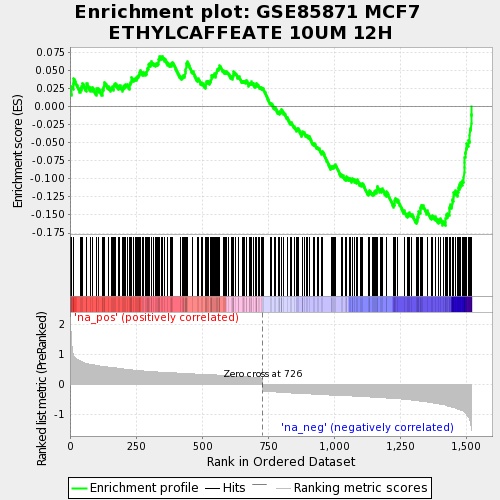 Enrichment plot: GSE85871 MCF7
ETHYLCAFFEATE 10UM 12H
Enrichment score (ES)
0.075
0.050
0.025
0.000
-0.025
-0.050
-0.075
-0.100
-0.125
-0.150
-0.175
'na_pos' (positively correlated)
Ranked list metric (PreRanked)
2
1
0
-1
Zero cross at 726
'na_neg' (negatively correlated)
0
250
500
750
1,000
1,250
1,500
Rank in Ordered Dataset
Enrichment profile
Hits
Ranking metric scores